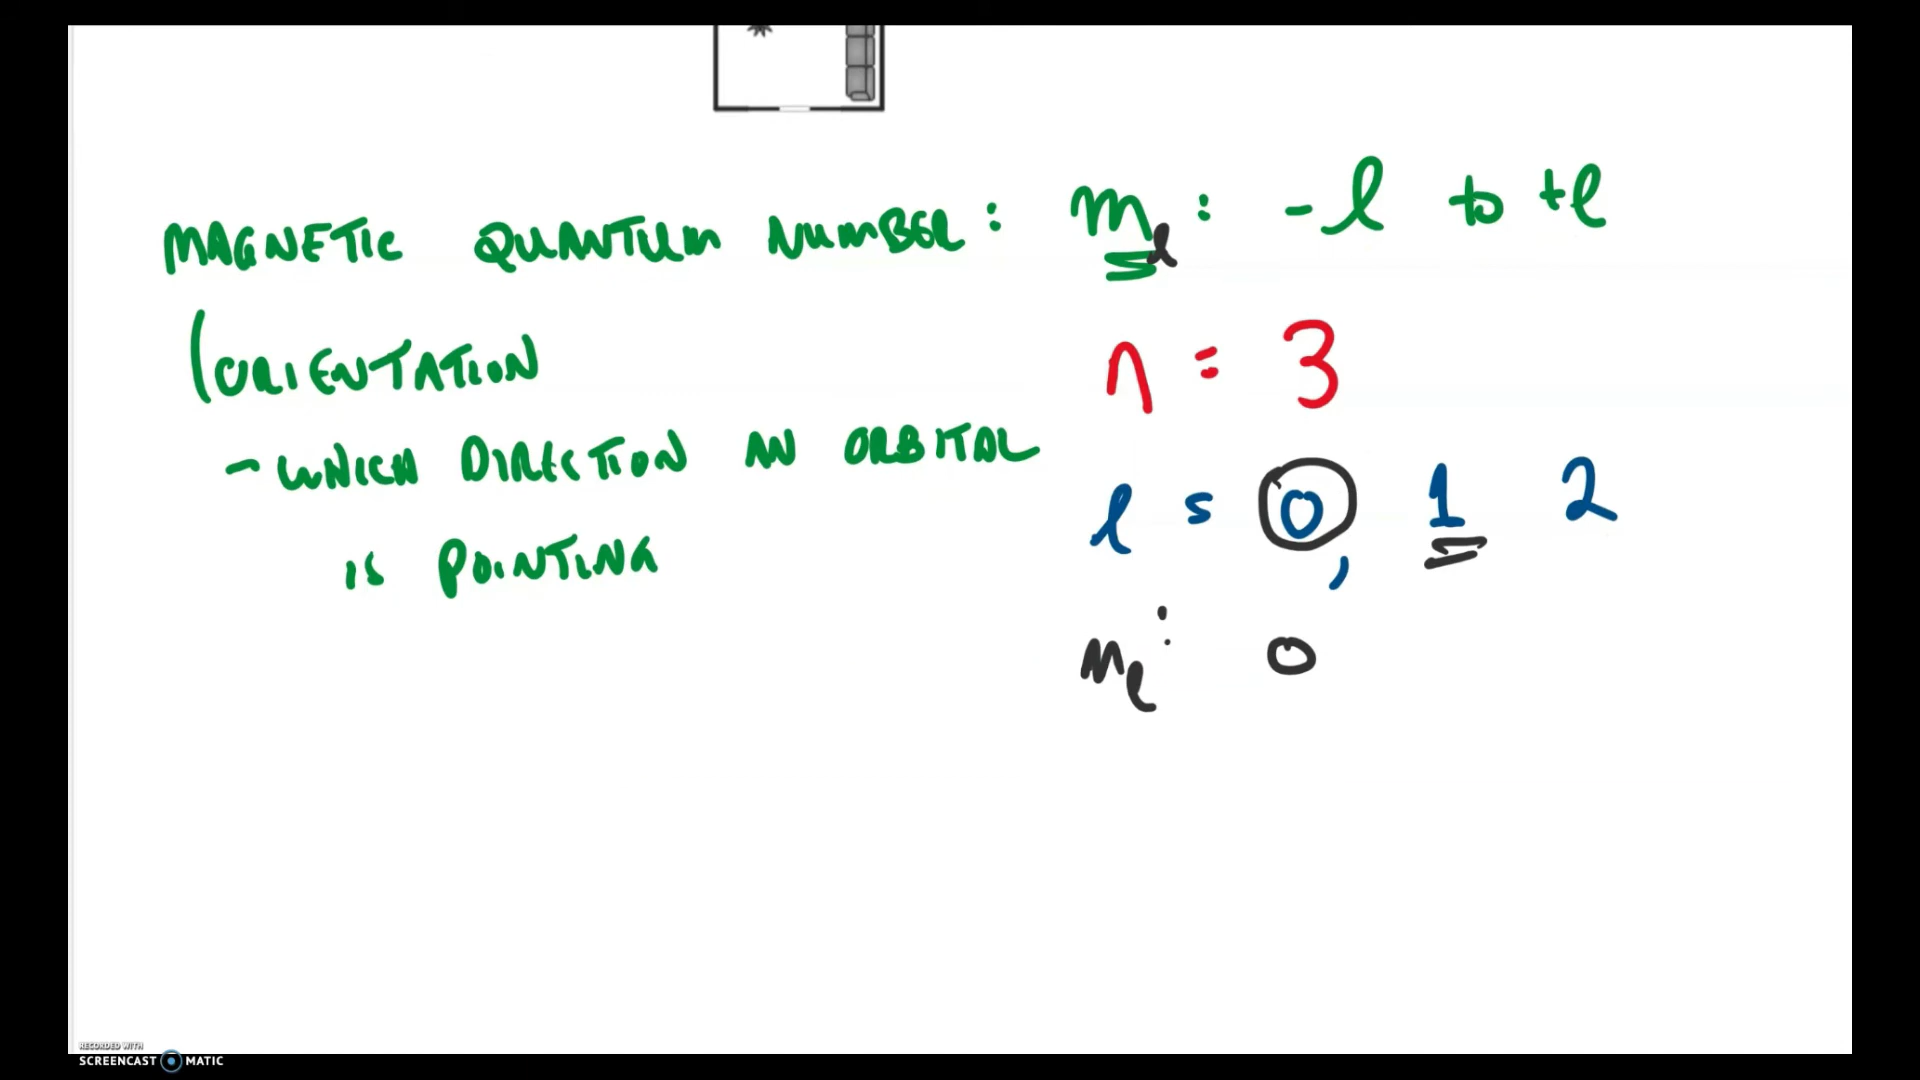 MAGNETIC QUANTUM NUMBER: mₗ: -l to +l
(ORIENTATION
n = 3
- WHICH DIRECTION AN ORBITAL
l = 0, 1 2
IS POINTING
mₗ: 0
RECORDED WITH
SCREENCAST MATIC